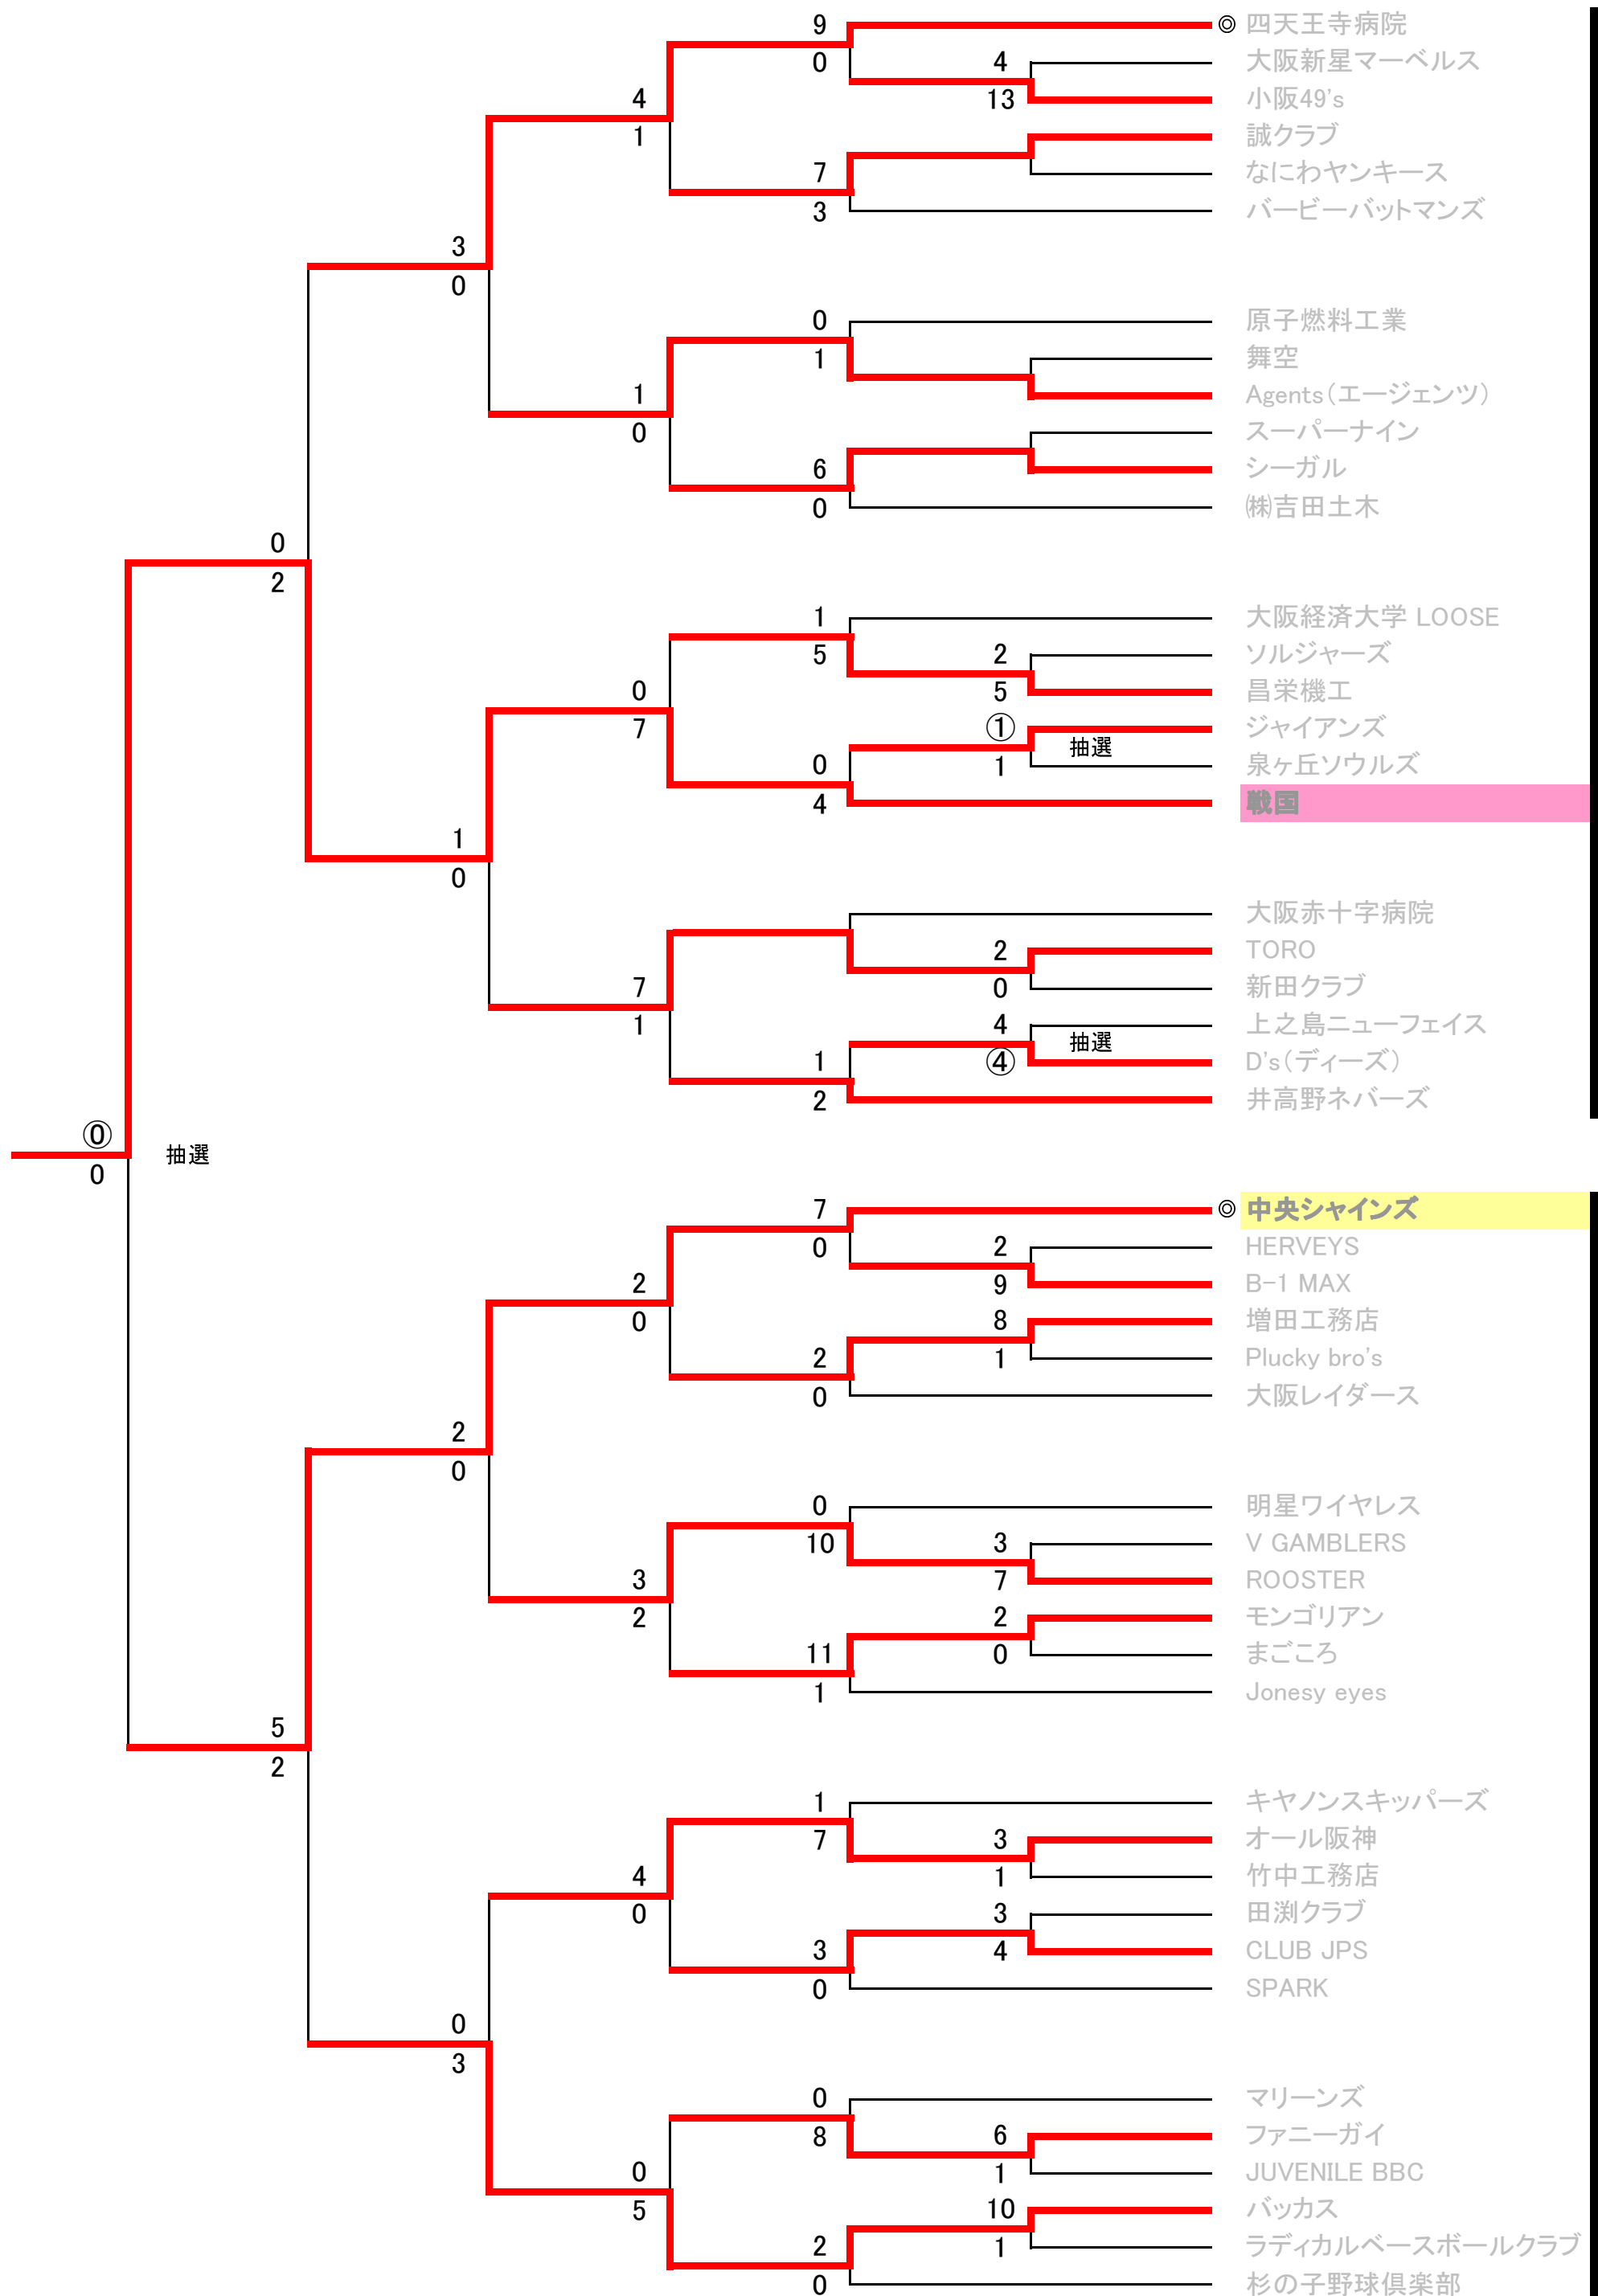 9 ◎ 四天王寺病院
0 4 大阪新星マーベルス
4 13 小阪49's
1 誠クラブ
7 なにわヤンキース
3 バービーバットマンズ
3
0
0 原子燃料工業
1 舞空
1 Agents（エージェンツ）
0 スーパーナイン
6 シーガル
0 ㈱吉田土木
0
2
1 大阪経済大学 LOOSE
5 2 ソルジャーズ
0 5 昌栄機工
7 ① 抽選 ジャイアンズ
0 1 泉ヶ丘ソウルズ
4 戦国
1
0
大阪赤十字病院
2 TORO
7 0 新田クラブ
1 4 抽選 上之島ニューフェイス
1 ④ D's（ディーズ）
2 井高野ネバーズ
⓪ 抽選
0
7 ◎ 中央シャインズ
0 2 HERVEYS
2 9 B-1 MAX
0 8 増田工務店
2 1 Plucky bro's
0 大阪レイダース
2
0
0 明星ワイヤレス
10 3 V GAMBLERS
3 7 ROOSTER
2 2 モンゴリアン
11 0 まごころ
1 Jonesy eyes
5
2
1 キヤノンスキッパーズ
7 3 オール阪神
4 1 竹中工務店
0 3 田渕クラブ
3 4 CLUB JPS
0 SPARK
0
3
0 マリーンズ
8 6 ファニーガイ
0 1 JUVENILE BBC
5 10 バッカス
2 1 ラディカルベースボールクラブ
0 杉の子野球倶楽部